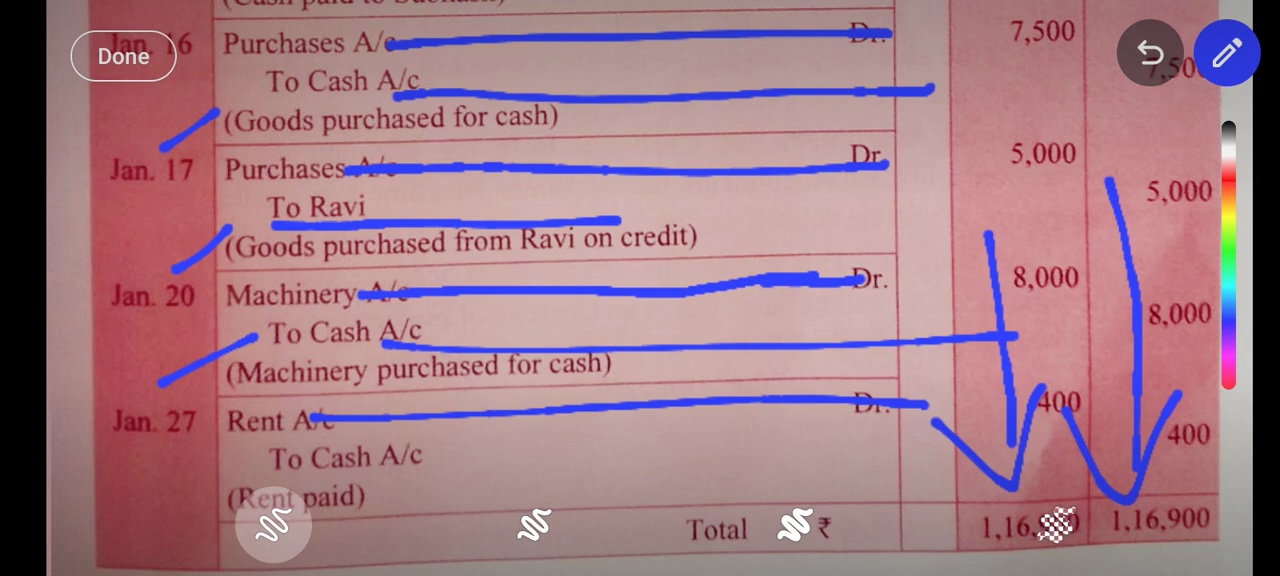 Done
Jan. 16 Purchases A/c Dr. 7,500
To Cash A/c
(Goods purchased for cash)
Jan. 17 Purchases A/c Dr. 5,000
To Ravi 5,000
(Goods purchased from Ravi on credit)
Jan. 20 Machinery A/c Dr. 8,000
To Cash A/c 8,000
(Machinery purchased for cash)
Jan. 27 Rent A/c Dr. 400
To Cash A/c 400
(Rent paid)
Total ₹ 1,16,900